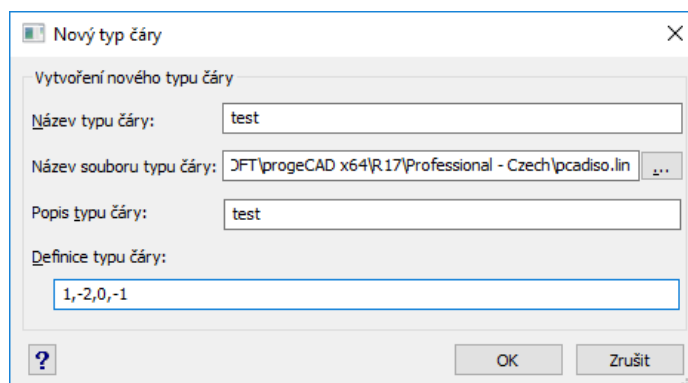 Nový typ čáry
Vytvoření nového typu čáry
Název typu čáry: test
Název souboru typu čáry: OFT\progeCAD x64\R17\Professional - Czech\pcadiso.lin ...
Popis typu čáry: test
Definice typu čáry:
1,-2,0,-1
? OK Zrušit